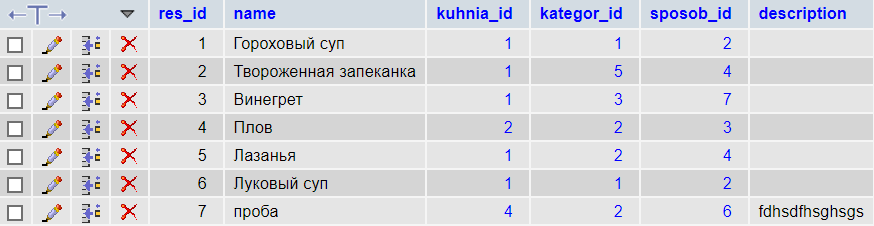 res_id name kuhnia_id kategor_id sposob_id description
1 Гороховый суп 1 1 2
2 Твороженная запеканка 1 5 4
3 Винегрет 1 3 7
4 Плов 2 2 3
5 Лазанья 1 2 4
6 Луковый суп 1 1 2
7 проба 4 2 6 fdhsdfhsghsgs